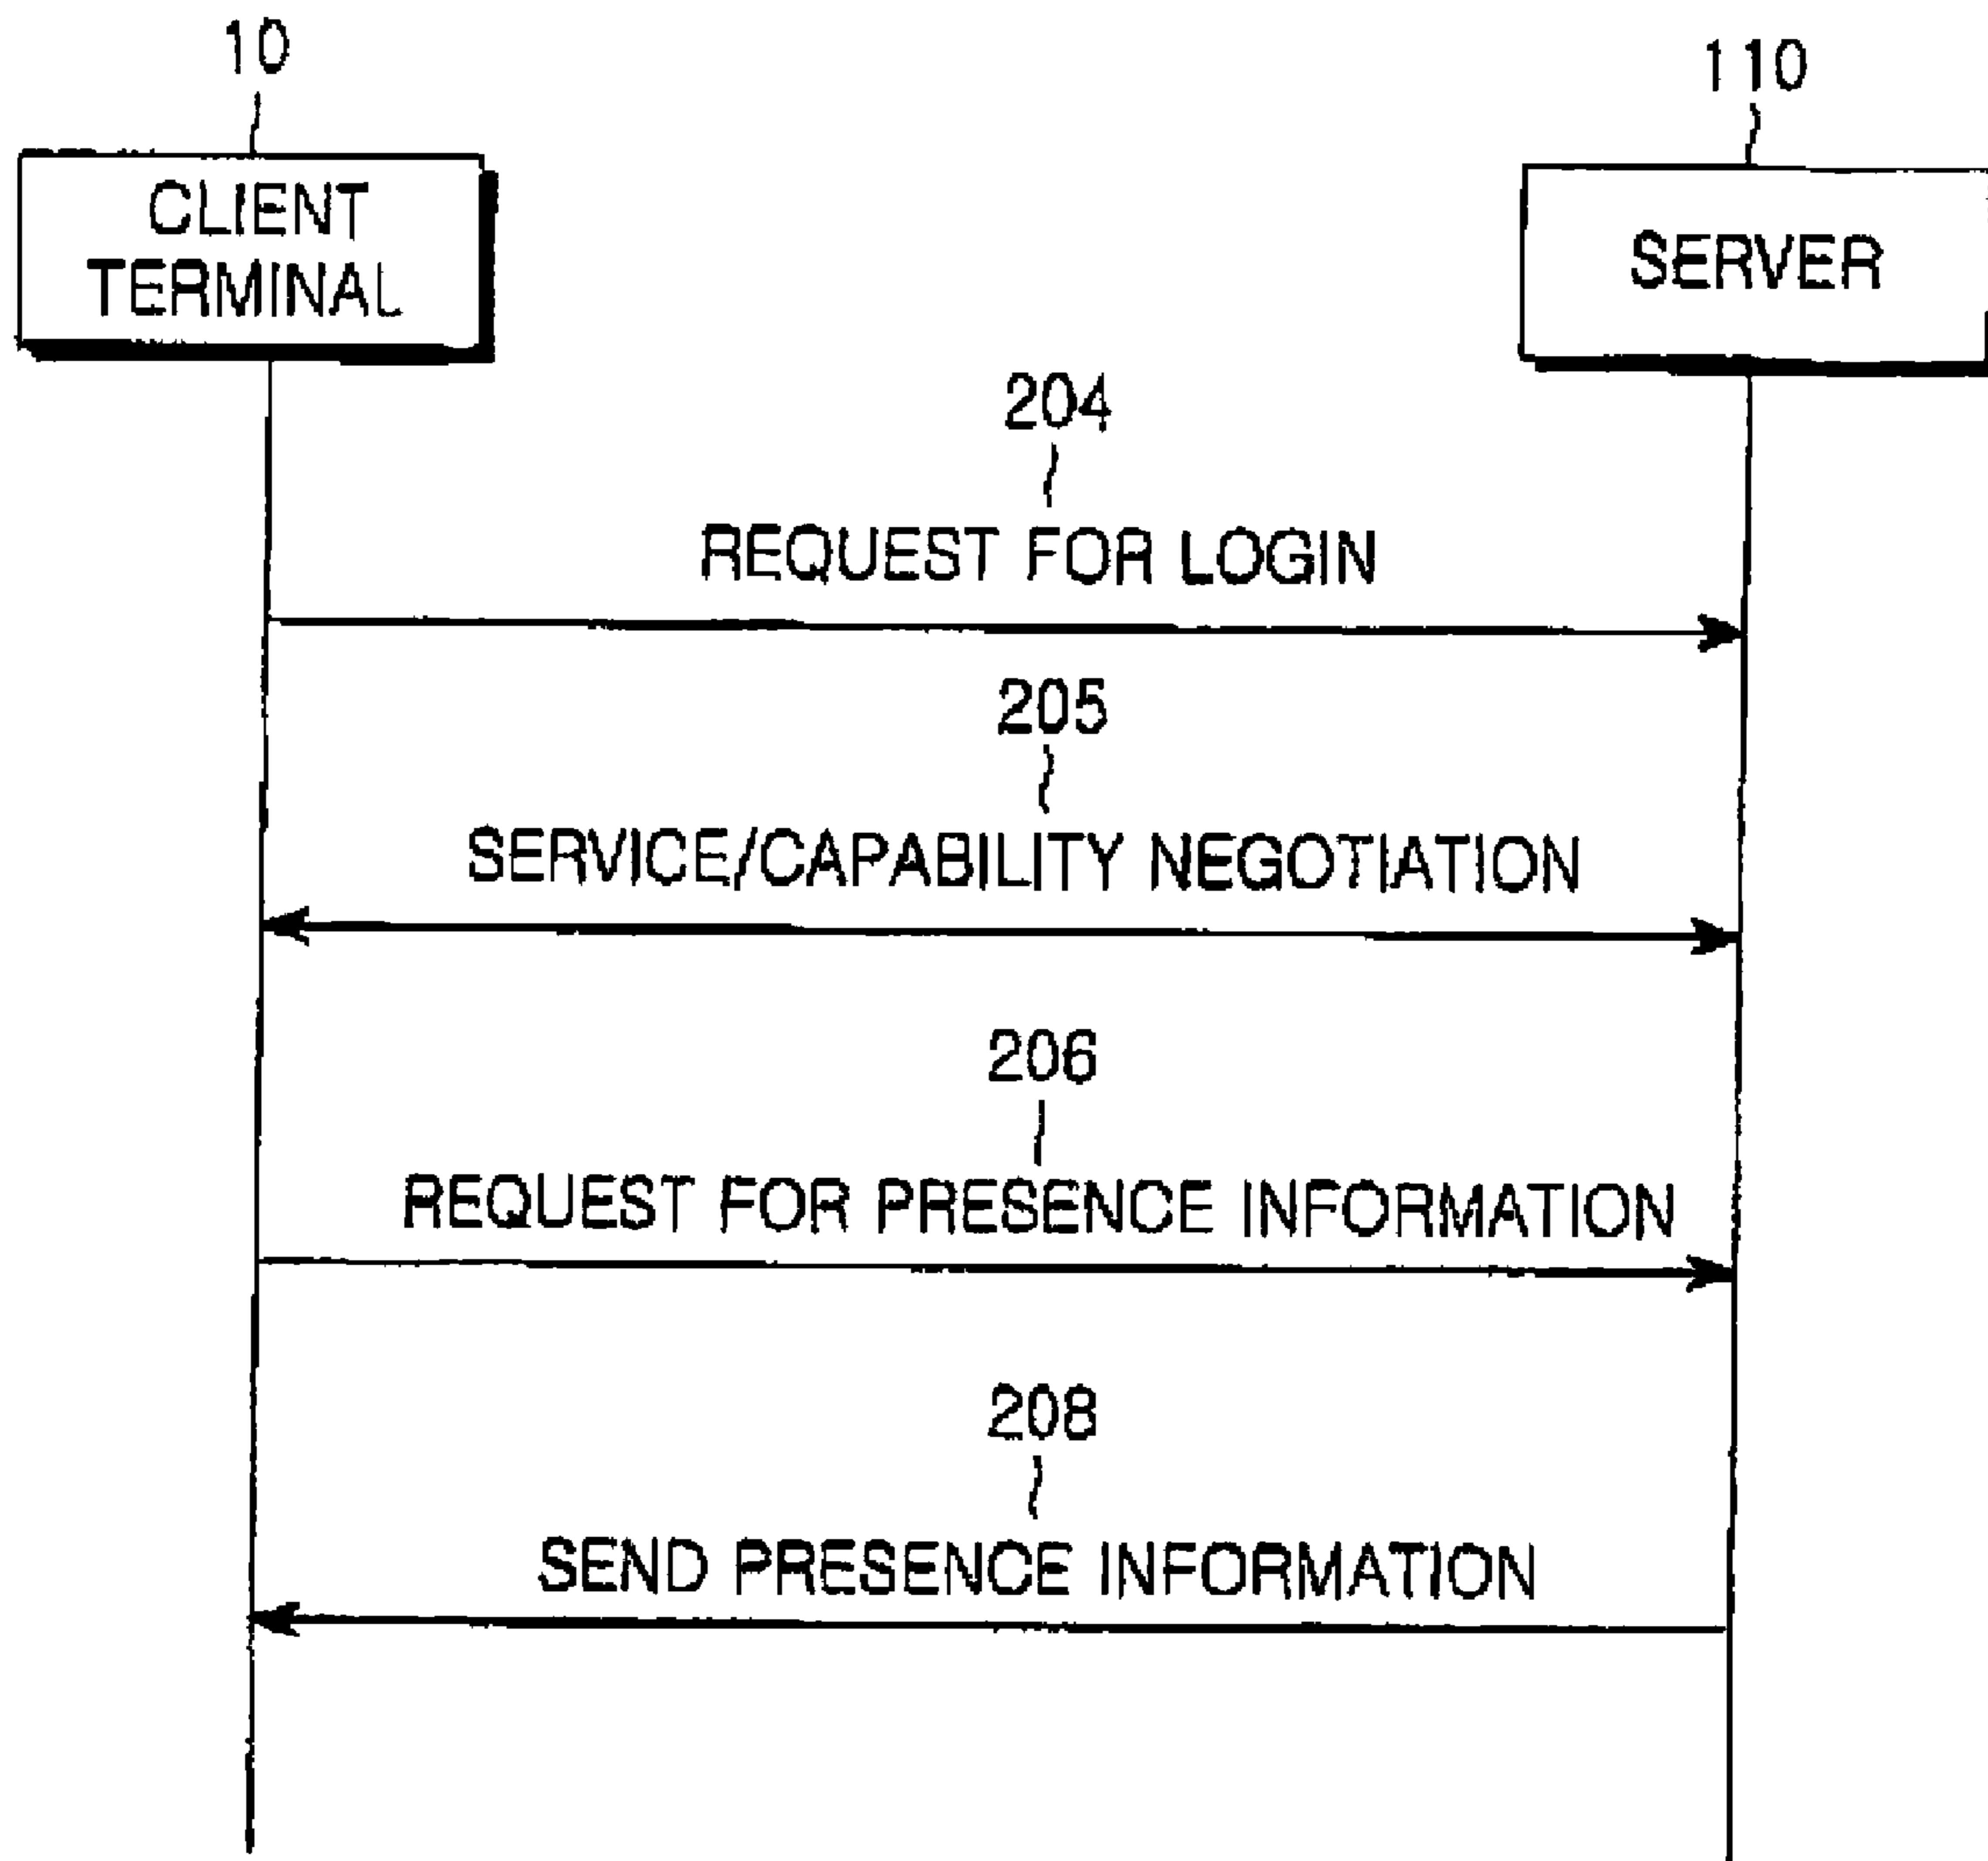 10
110
CLIENT
TERMINAL
SERVER
204
REQUEST FOR LOGIN
205
SERVICE/CAPABILITY NEGOTIATION
206
REQUEST FOR PRESENCE INFORMATION
208
SEND PRESENCE INFORMATION